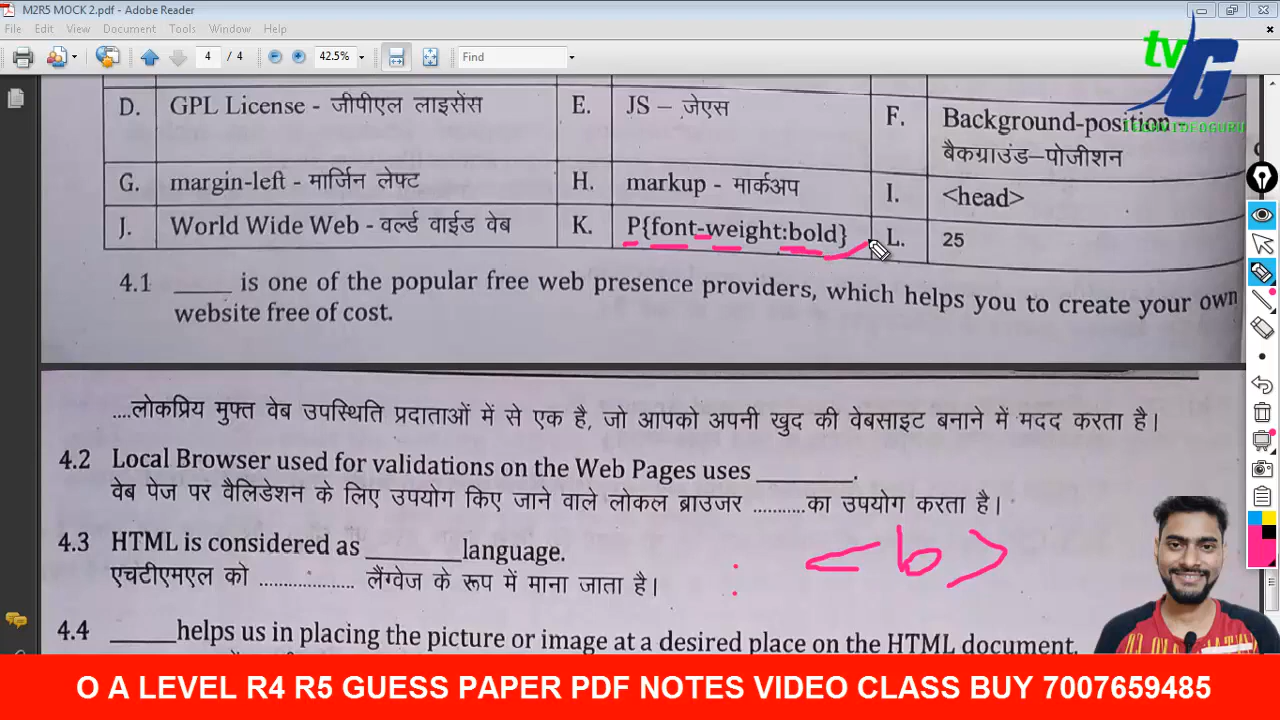 M2R5 MOCK 2.pdf - Adobe Reader
File Edit View Document Tools Window Help
4 / 4 42.5% Find
tv G
TECHVIDEOGURU
D. GPL License - जीपीएल लाइसेंस E. JS – जेएस F. Background-position -
बैकग्राउंड–पोजीशन
G. margin-left - मार्जिन लेफ्ट H. markup - मार्कअप I. <head>
J. World Wide Web - वर्ल्ड वाईड वेब K. P{font-weight:bold} L. 25
4.1 _____ is one of the popular free web presence providers, which helps you to create your own
website free of cost.
....लोकप्रिय मुफ्त वेब उपस्थिति प्रदाताओं में से एक है, जो आपको अपनी खुद की वेबसाइट बनाने में मदद करता है।
4.2 Local Browser used for validations on the Web Pages uses ________.
वेब पेज पर वैलिडेशन के लिए उपयोग किए जाने वाले लोकल ब्राउजर ...........का उपयोग करता है।
<b>
4.3 HTML is considered as ________language.
एचटीएमएल को .................... लैंग्वेज के रूप में माना जाता है।
4.4 ______helps us in placing the picture or image at a desired place on the HTML document.
O A LEVEL R4 R5 GUESS PAPER PDF NOTES VIDEO CLASS BUY 7007659485